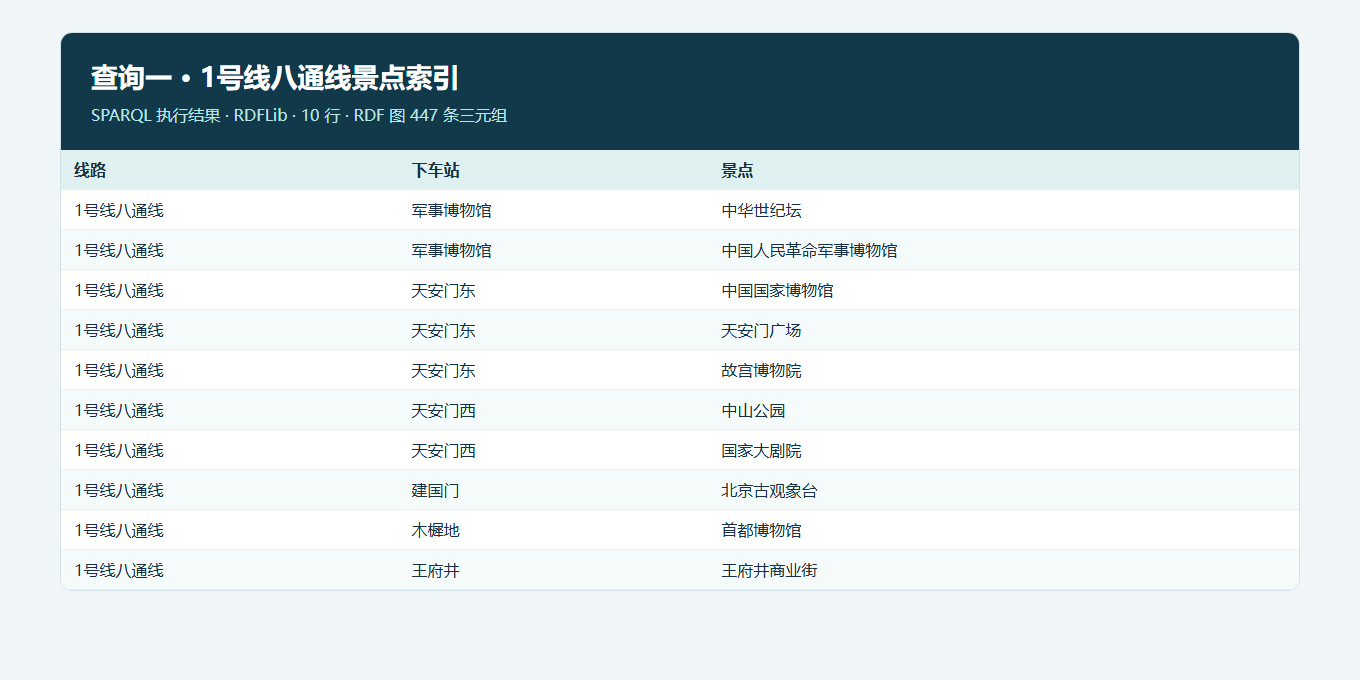 查询一 · 1号线八通线景点索引
SPARQL 执行结果 · RDFLib · 10 行 · RDF 图 447 条三元组
线路 下车站 景点
1号线八通线 军事博物馆 中华世纪坛
1号线八通线 军事博物馆 中国人民革命军事博物馆
1号线八通线 天安门东 中国国家博物馆
1号线八通线 天安门东 天安门广场
1号线八通线 天安门东 故宫博物院
1号线八通线 天安门西 中山公园
1号线八通线 天安门西 国家大剧院
1号线八通线 建国门 北京古观象台
1号线八通线 木樨地 首都博物馆
1号线八通线 王府井 王府井商业街